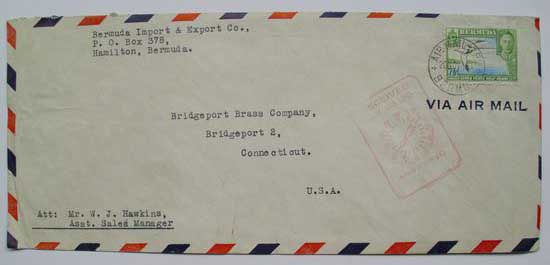 Bermuda Import & Export Co.,
P. O. Box 378,
Hamilton, Bermuda.
BERMUDA
VIA AIR MAIL
Bridgeport Brass Company,
Bridgeport 2,
Connecticut.
U.S.A.
Att: Mr. W. J. Hawkins,
Asst. Sales Manager